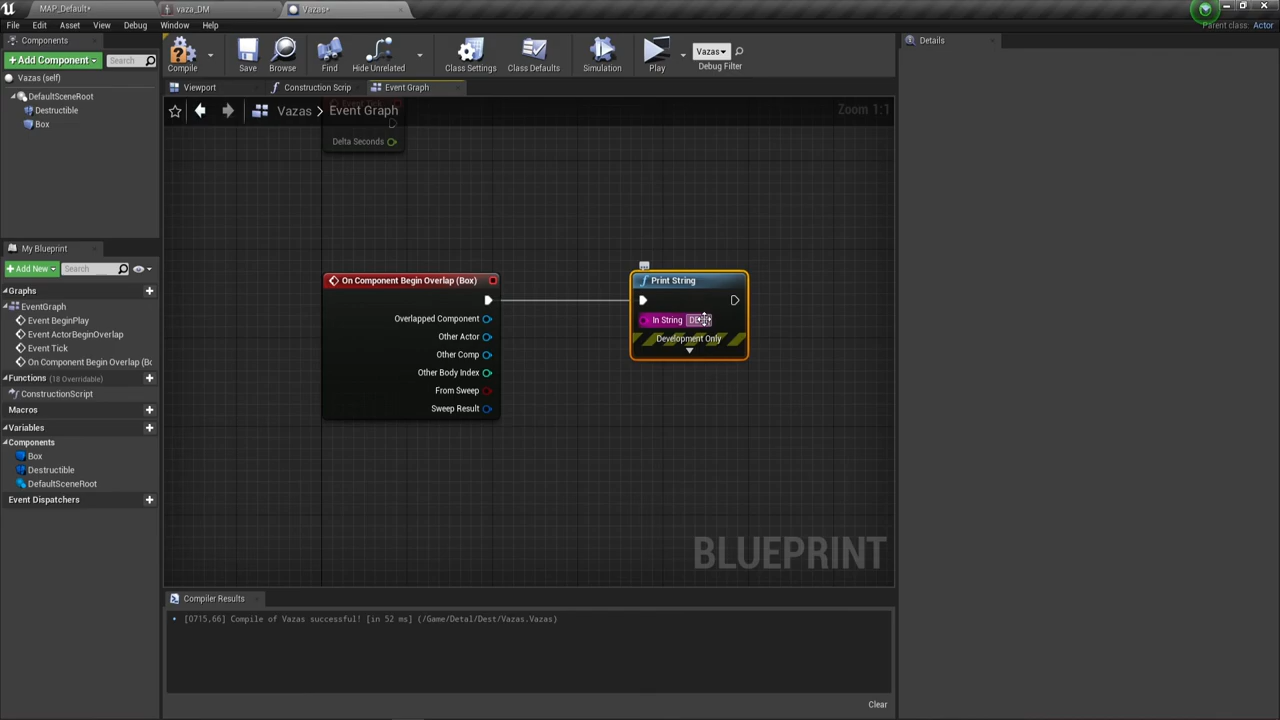 MAP_Default*
vaza_DM
Vazas*
File Edit Asset View Debug Window Help
Parent class: Actor
Components
+Add Component
Search
Vazas (self)
DefaultSceneRoot
Destructible
Box
Compile
Save
Browse
Find
Hide Unrelated
Class Settings
Class Defaults
Simulation
Play
Vazas
Debug Filter
Details
Viewport
Construction Scrip
Event Graph
Vazas > Event Graph
Zoom 1:1
Delta Seconds
My Blueprint
+Add New
Search
Graphs
EventGraph
Event BeginPlay
Event ActorBeginOverlap
Event Tick
On Component Begin Overlap (Bo
Functions (18 Overridable)
ConstructionScript
Macros
Variables
Components
Box
Destructible
DefaultSceneRoot
Event Dispatchers
On Component Begin Overlap (Box)
Overlapped Component
Other Actor
Other Comp
Other Body Index
From Sweep
Sweep Result
Print String
In String
Development Only
BLUEPRINT
Compiler Results
[0715,66] Compile of Vazas successful! [in 52 ms] (/Game/Detal/Dest/Vazas.Vazas)
Clear